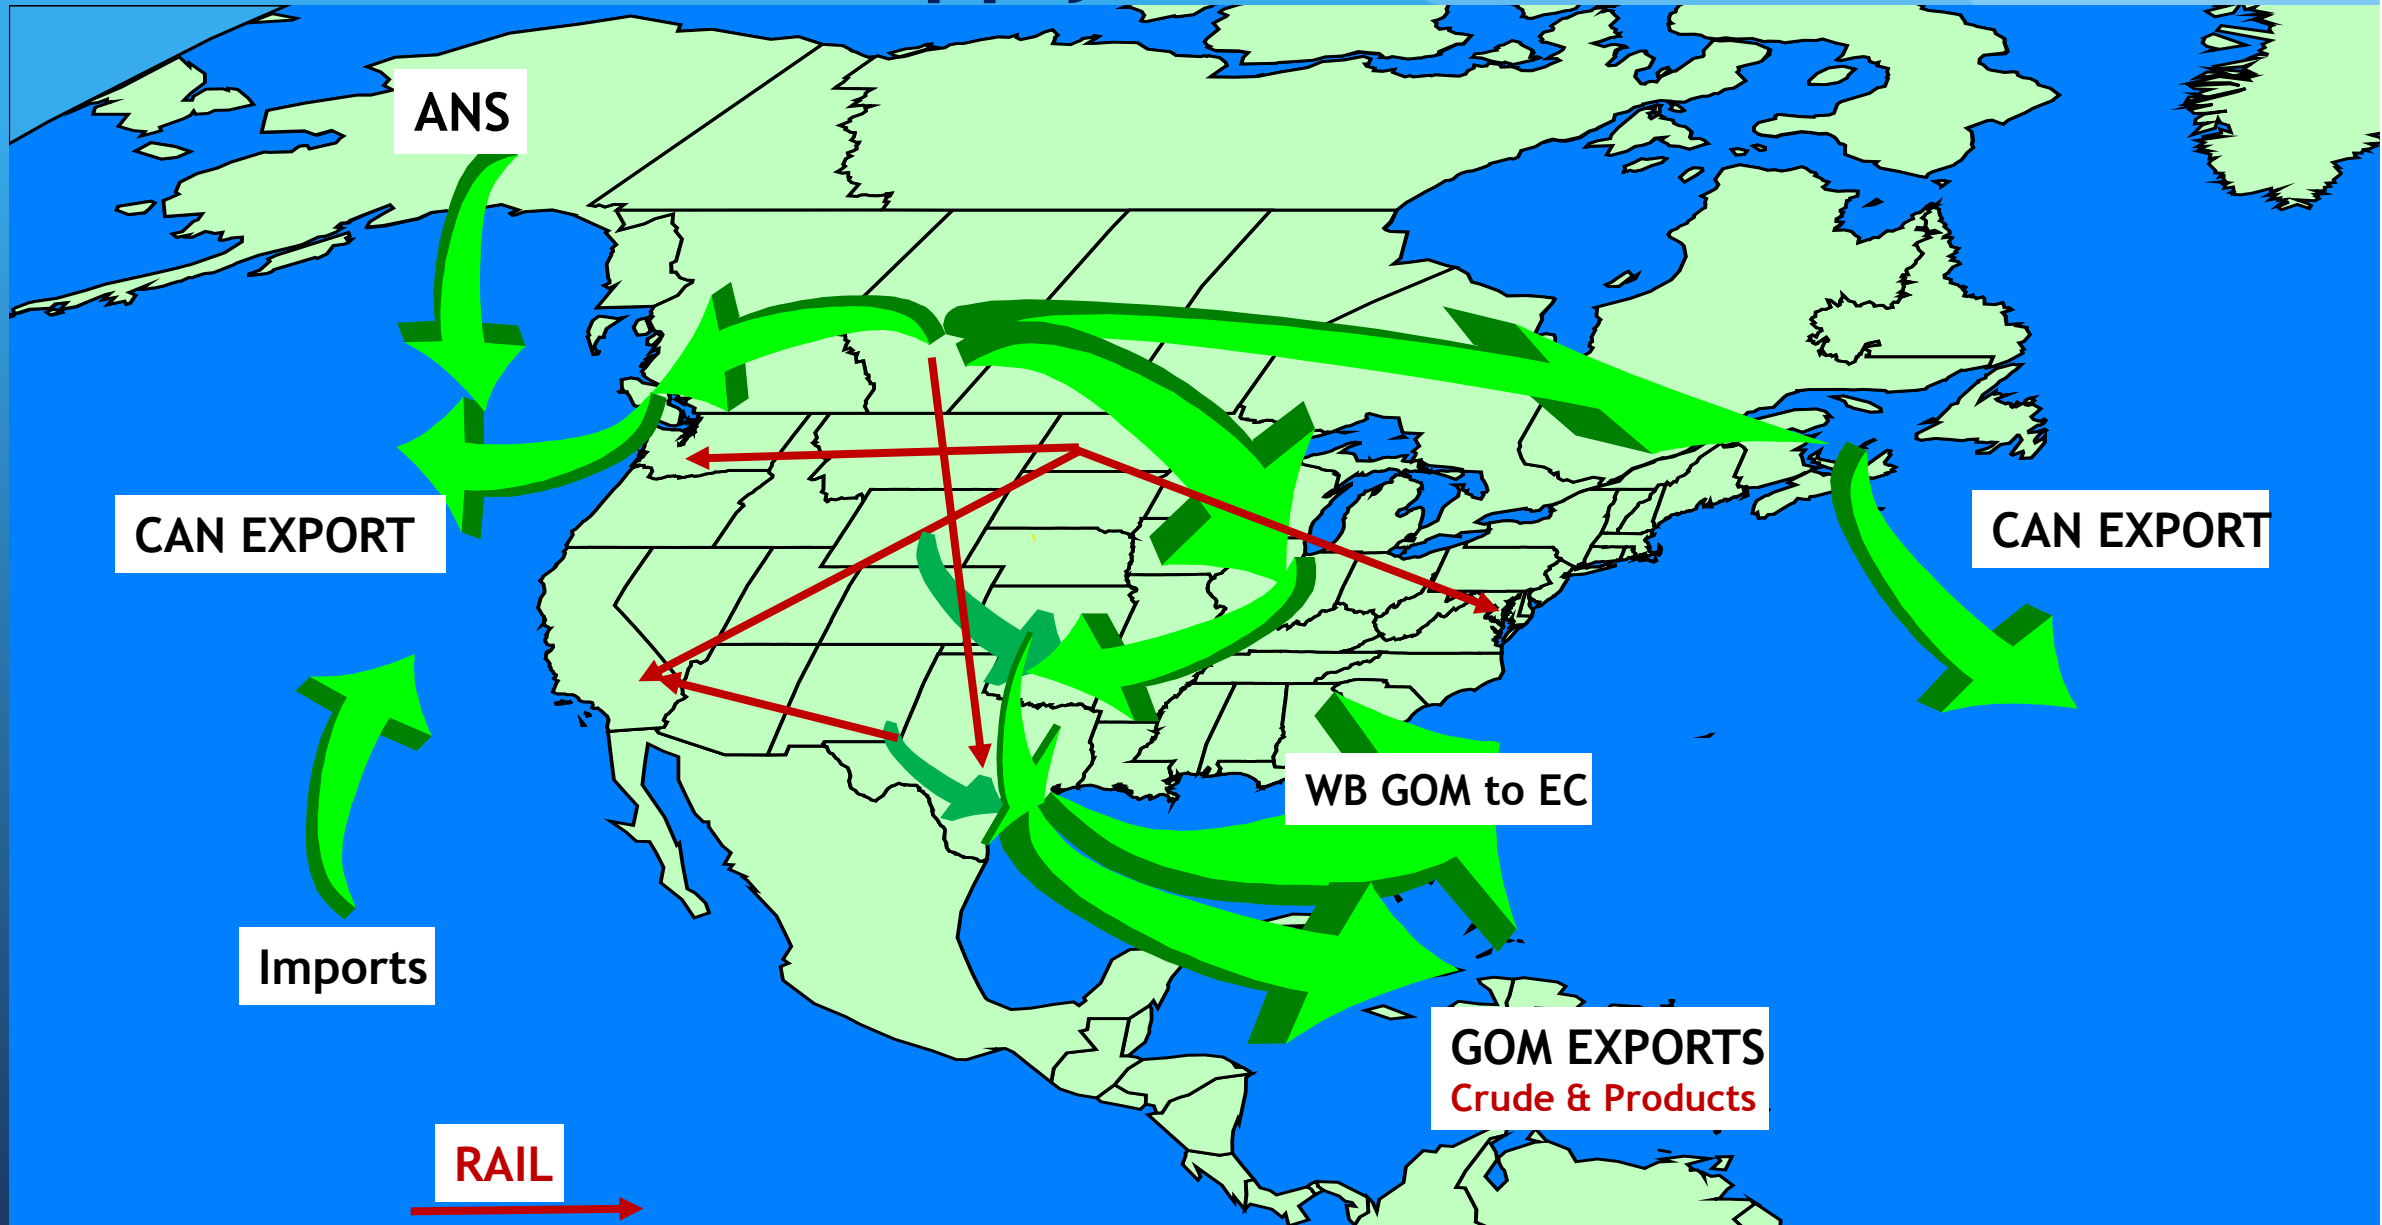 ANS
CAN EXPORT
CAN EXPORT
WB GOM to EC
Imports
GOM EXPORTS
Crude & Products
RAIL